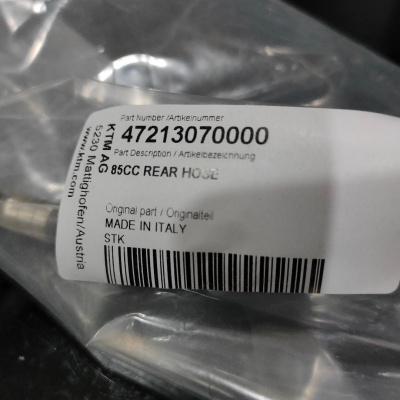 Part Number /Artikelnummer
47213070000
Part Description / Artikelbezeichnung
85CC REAR HOSE
Original part / Originalteil
MADE IN ITALY
STK
KTM AG
5230 Mattighofen/Austria
www.ktm.com